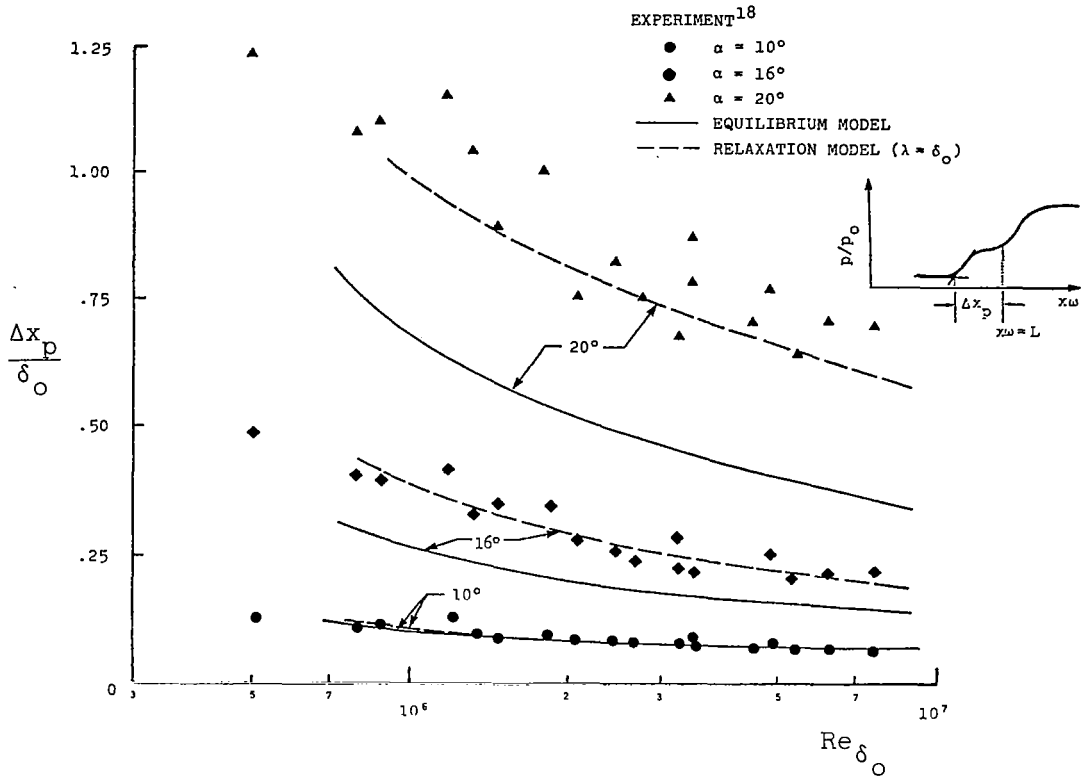 EXPERIMENT18
α = 10°
α = 16°
α = 20°
EQUILIBRIUM MODEL
RELAXATION MODEL (λ = δo)
1.25
1.00
.75
.50
.25
0
Δxp
δo
20°
16°
10°
p/po
Δxp
xω
xω = L
3
5
7
10⁶
2
3
5
7
10⁷
Reδo